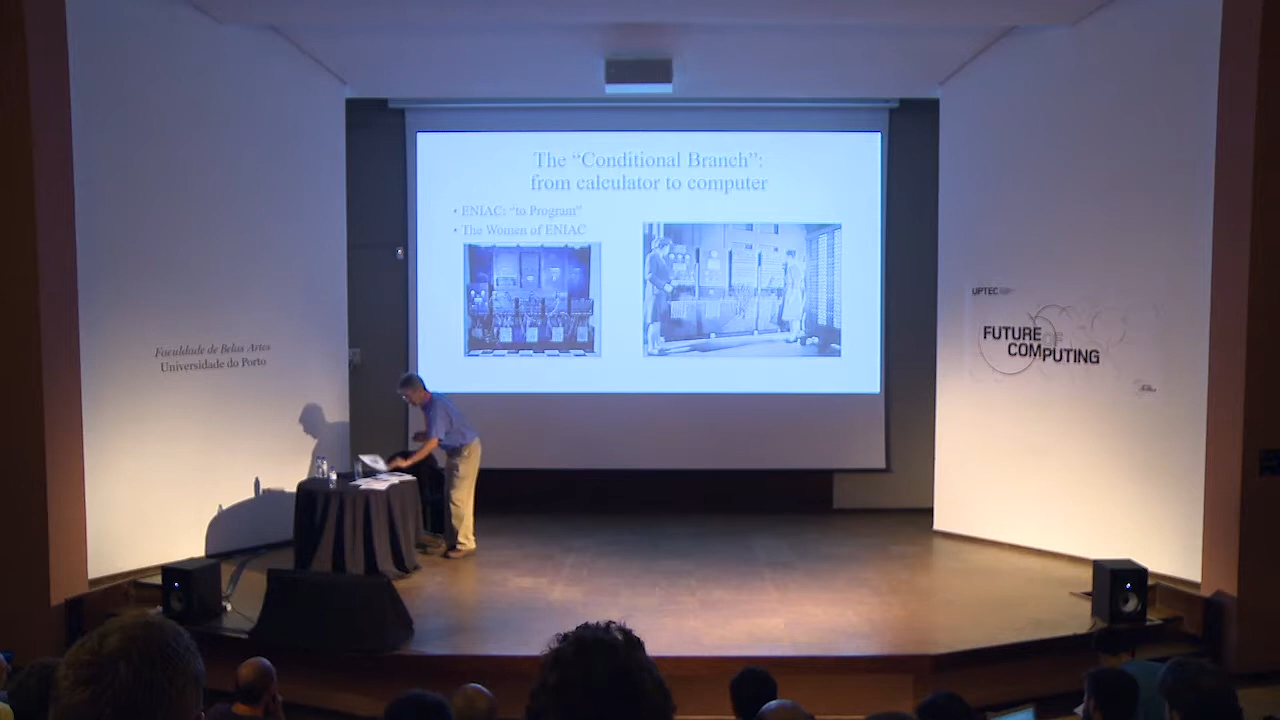 The “Conditional Branch”:
from calculator to computer
• ENIAC: “to Program”
• The Women of ENIAC
Faculdade de Belas Artes
Universidade do Porto
UPTEC
FUTURE OF
COMPUTING